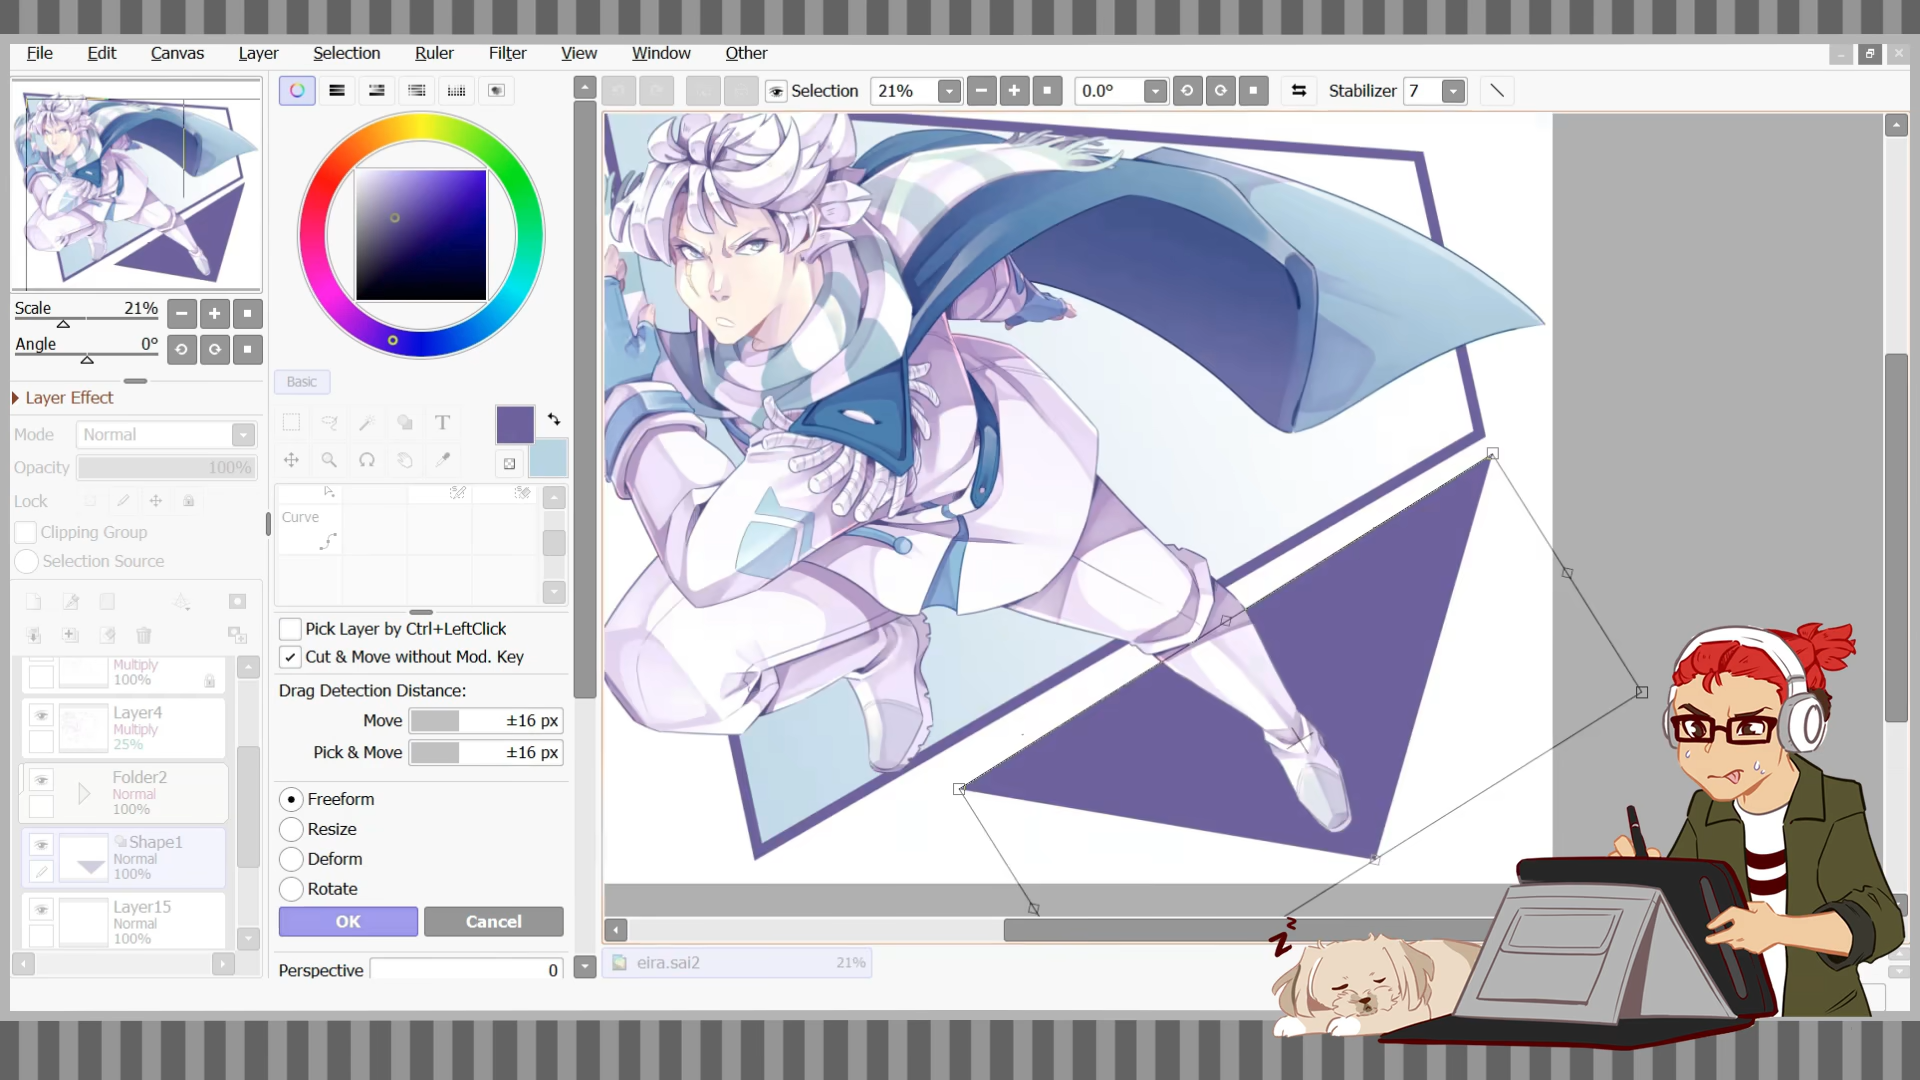 File Edit Canvas Layer Selection Ruler Filter View Window Other
Selection 21% 0.0° Stabilizer 7
Scale 21%
Angle 0°
Layer Effect
Mode Normal
Opacity 100%
Lock
Clipping Group
Selection Source
Multiply
100%
Layer4
Multiply
25%
Folder2
Normal
100%
Shape1
Normal
100%
Layer15
Normal
100%
Basic
T
Curve
Pick Layer by Ctrl+LeftClick
Cut & Move without Mod. Key
Drag Detection Distance:
Move ±16 px
Pick & Move ±16 px
Freeform
Resize
Deform
Rotate
OK Cancel
Perspective 0
eira.sai2 21%
z
z